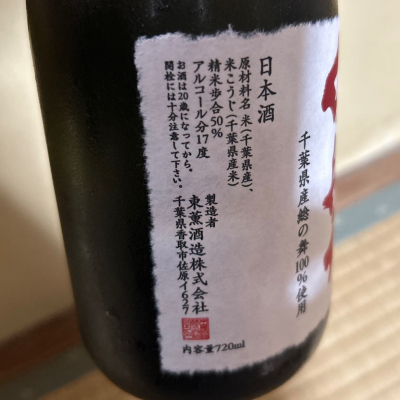 千葉県産総の舞100%使用
日本酒
原材料名 米(千葉県産)、
米こうじ(千葉県産米)
精米歩合50%
アルコール分17度
お酒は20歳になってから。
開栓には十分注意して下さい。
製造者
東薫酒造株式会社
千葉県香取市佐原イ627
内容量720ml